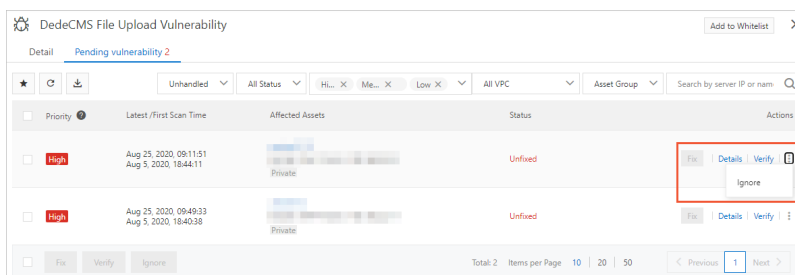 DedeCMS File Upload Vulnerability
Add to Whitelist
Detail Pending vulnerability 2
Unhandled All Status Hi... X Me... X Low X All VPC Asset Group Search by server IP or nam
Priority Latest /First Scan Time Affected Assets Status Actions
High Aug 25, 2020, 09:11:51 Unfixed Fix Details Verify
Aug 5, 2020, 18:44:11
Private
Ignore
High Aug 25, 2020, 09:49:33 Unfixed Fix Details Verify
Aug 5, 2020, 18:40:38
Private
Fix Verify Ignore Total: 2 Items per Page 10 20 50 < Previous 1 Next >